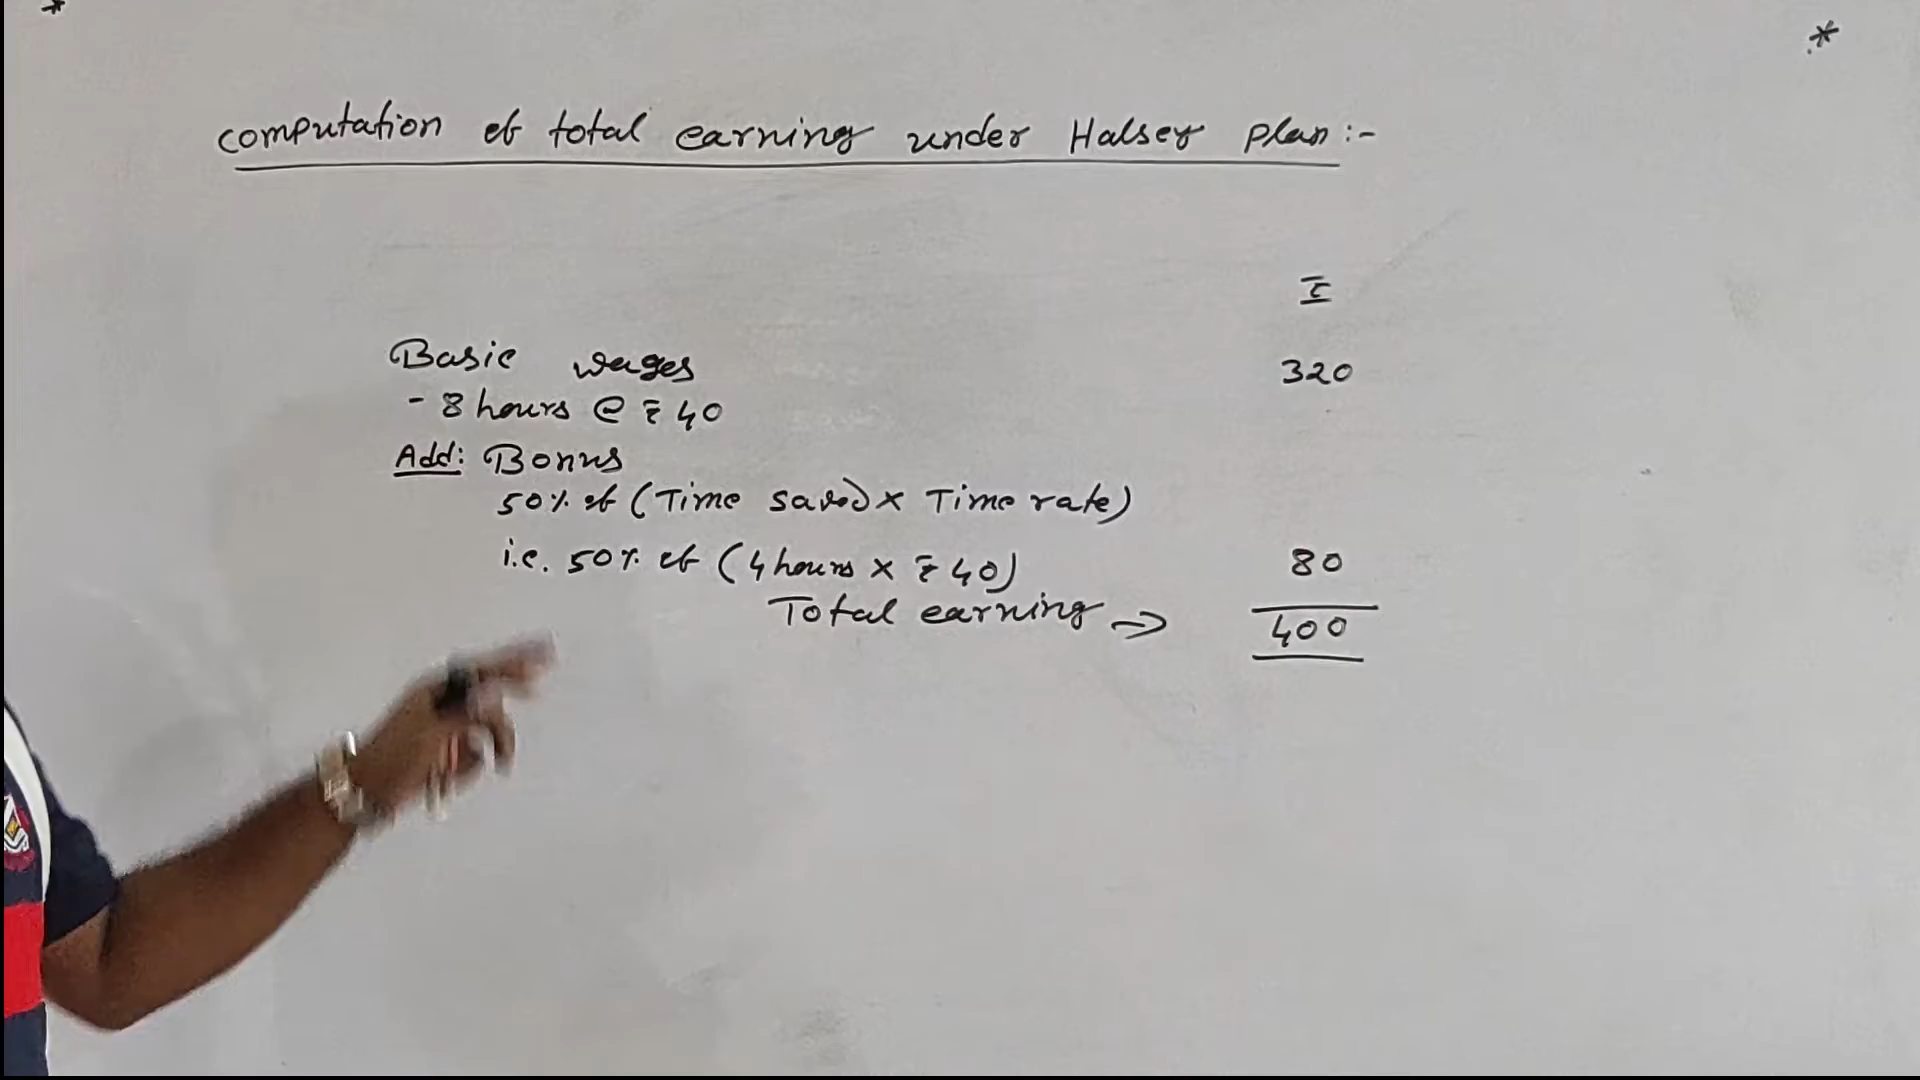 * *
computation of total earning under Halsey plan:-
I
Basic wages 320
- 8 hours @ ₹ 40
Add: Bonus
50% of (Time saved x Time rate)
i.e. 50% of (4 hours x ₹ 40) 80
Total earning → 400